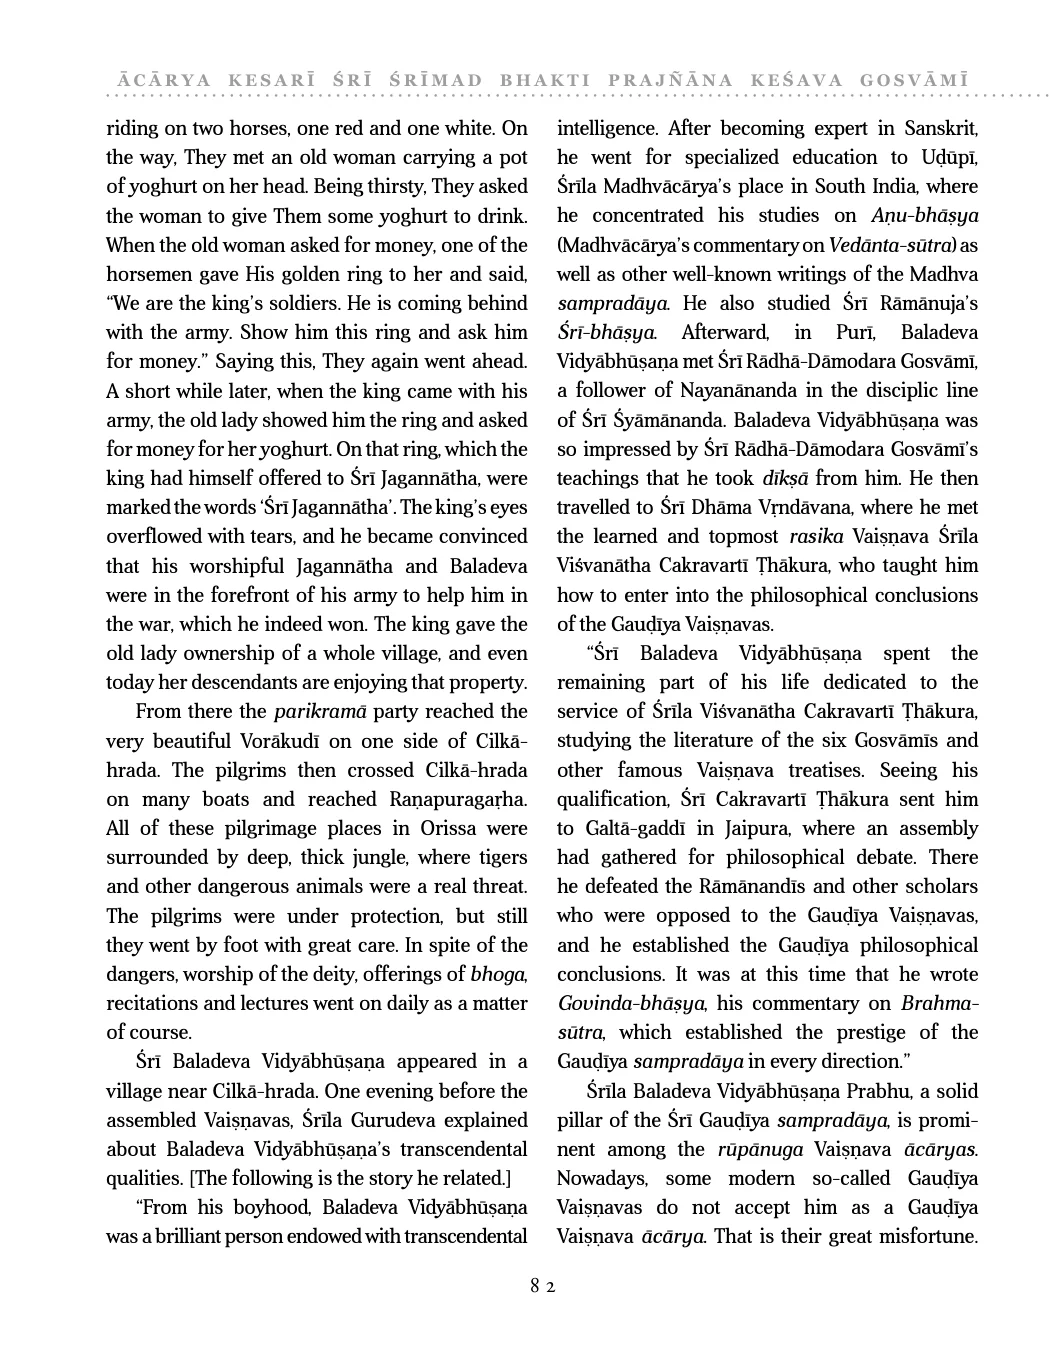 ĀCĀRYA KESARĪ ŚRĪ ŚRĪMAD BHAKTI PRAJÑĀNA KEŚAVA GOSVĀMĪ
riding on two horses, one red and one white. On
the way, They met an old woman carrying a pot
of yoghurt on her head. Being thirsty, They asked
the woman to give Them some yoghurt to drink.
When the old woman asked for money, one of the
horsemen gave His golden ring to her and said,
“We are the king’s soldiers. He is coming behind
with the army. Show him this ring and ask him
for money.” Saying this, They again went ahead.
A short while later, when the king came with his
army, the old lady showed him the ring and asked
for money for her yoghurt. On that ring, which the
king had himself offered to Śrī Jagannātha, were
marked the words ‘Śrī Jagannātha’. The king’s eyes
overflowed with tears, and he became convinced
that his worshipful Jagannātha and Baladeva
were in the forefront of his army to help him in
the war, which he indeed won. The king gave the
old lady ownership of a whole village, and even
today her descendants are enjoying that property.
From there the parikramā party reached the
very beautiful Vorākudī on one side of Cilkā-
hrada. The pilgrims then crossed Cilkā-hrada
on many boats and reached Raṇapuragaṛha.
All of these pilgrimage places in Orissa were
surrounded by deep, thick jungle, where tigers
and other dangerous animals were a real threat.
The pilgrims were under protection, but still
they went by foot with great care. In spite of the
dangers, worship of the deity, offerings of bhoga,
recitations and lectures went on daily as a matter
of course.
Śrī Baladeva Vidyābhūṣaṇa appeared in a
village near Cilkā-hrada. One evening before the
assembled Vaiṣṇavas, Śrīla Gurudeva explained
about Baladeva Vidyābhūṣaṇa’s transcendental
qualities. [The following is the story he related.]
“From his boyhood, Baladeva Vidyābhūṣaṇa
was a brilliant person endowed with transcendental
intelligence. After becoming expert in Sanskrit,
he went for specialized education to Uḍūpī,
Śrīla Madhvācārya’s place in South India, where
he concentrated his studies on Aṇu-bhāṣya
(Madhvācārya’s commentary on Vedānta-sūtra) as
well as other well-known writings of the Madhva
sampradāya. He also studied Śrī Rāmānuja’s
Śrī-bhāṣya. Afterward, in Purī, Baladeva
Vidyābhūṣaṇa met Śrī Rādhā-Dāmodara Gosvāmī,
a follower of Nayanānanda in the disciplic line
of Śrī Śyāmānanda. Baladeva Vidyābhūṣaṇa was
so impressed by Śrī Rādhā-Dāmodara Gosvāmī’s
teachings that he took dīkṣā from him. He then
travelled to Śrī Dhāma Vṛndāvana, where he met
the learned and topmost rasika Vaiṣṇava Śrīla
Viśvanātha Cakravartī Ṭhākura, who taught him
how to enter into the philosophical conclusions
of the Gauḍīya Vaiṣṇavas.
“Śrī Baladeva Vidyābhūṣaṇa spent the
remaining part of his life dedicated to the
service of Śrīla Viśvanātha Cakravartī Ṭhākura,
studying the literature of the six Gosvāmīs and
other famous Vaiṣṇava treatises. Seeing his
qualification, Śrī Cakravartī Ṭhākura sent him
to Galtā-gaddī in Jaipura, where an assembly
had gathered for philosophical debate. There
he defeated the Rāmānandīs and other scholars
who were opposed to the Gauḍīya Vaiṣṇavas,
and he established the Gauḍīya philosophical
conclusions. It was at this time that he wrote
Govinda-bhāṣya, his commentary on Brahma-
sūtra, which established the prestige of the
Gauḍīya sampradāya in every direction.”
Śrīla Baladeva Vidyābhūṣaṇa Prabhu, a solid
pillar of the Śrī Gauḍīya sampradāya, is promi-
nent among the rūpānuga Vaiṣṇava ācāryas.
Nowadays, some modern so-called Gauḍīya
Vaiṣṇavas do not accept him as a Gauḍīya
Vaiṣṇava ācārya. That is their great misfortune.
82